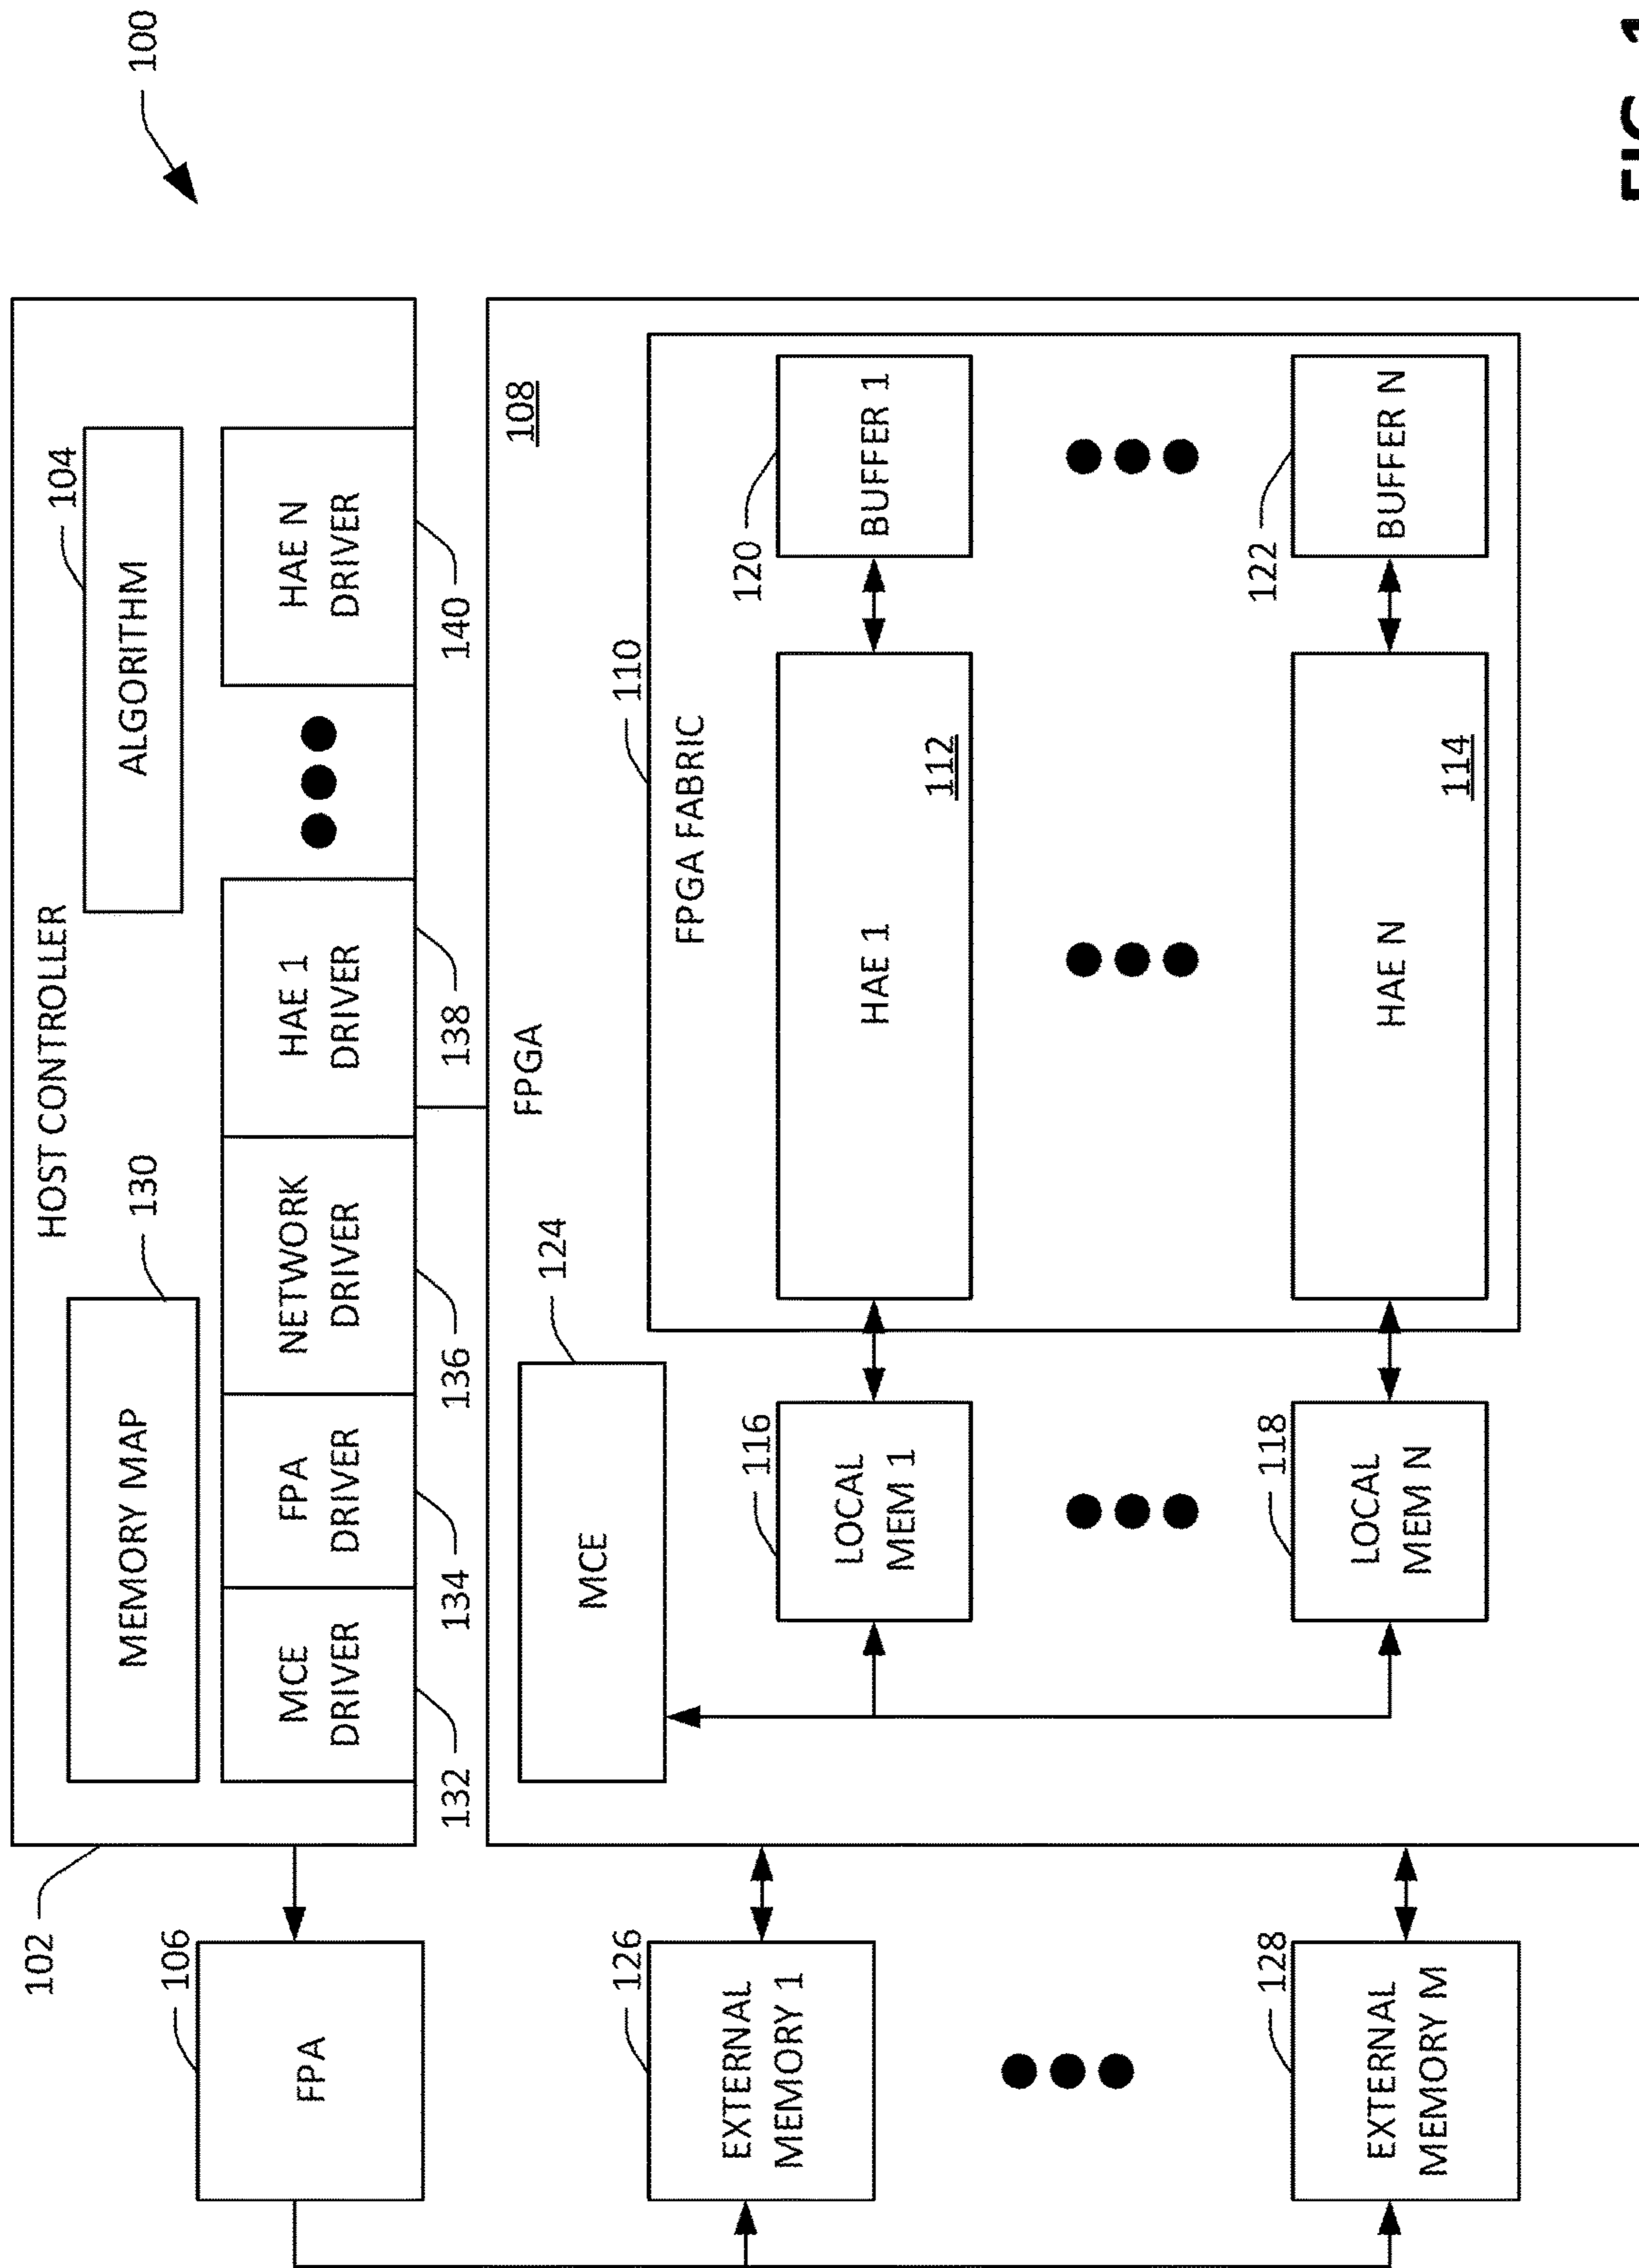 100
HOST CONTROLLER
102
104
MEMORY MAP
130
ALGORITHM
106
FPA
MCE
DRIVER
FPA
DRIVER
NETWORK
DRIVER
HAE 1
DRIVER
HAE N
DRIVER
132
134
136
138
140
FPGA
108
124
MCE
110
FPGA FABRIC
126
EXTERNAL
MEMORY 1
116
LOCAL
MEM 1
HAE 1
112
120
BUFFER 1
128
EXTERNAL
MEMORY M
118
LOCAL
MEM N
HAE N
114
122
BUFFER N
FIG. 1